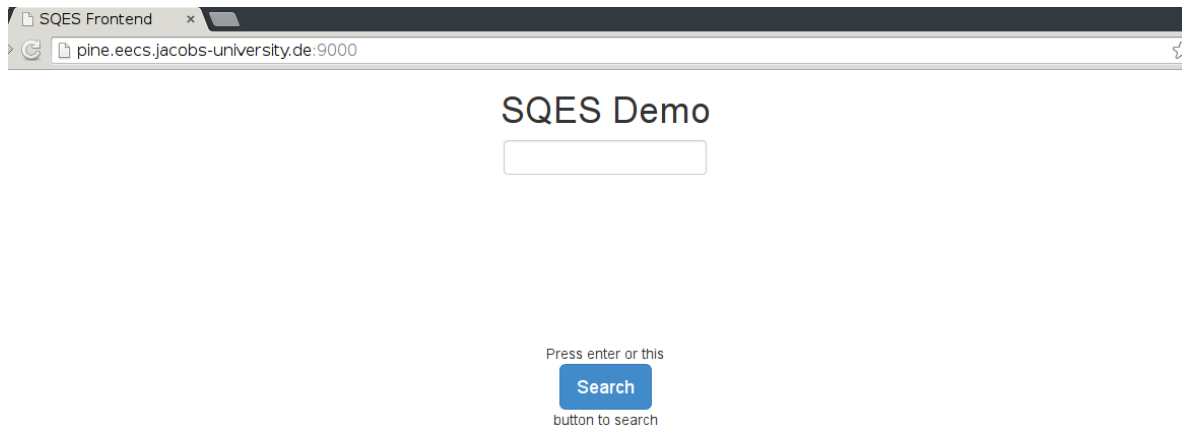 SQES Frontend ×
pine.eecs.jacobs-university.de:9000
SQES Demo
Press enter or this
Search
button to search